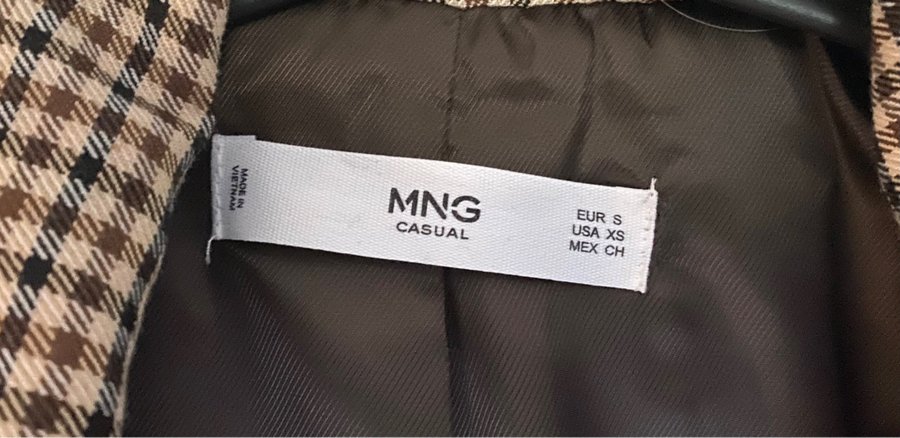 MADE IN
VIETNAM
MNG
CASUAL
EUR S
USA XS
MEX CH